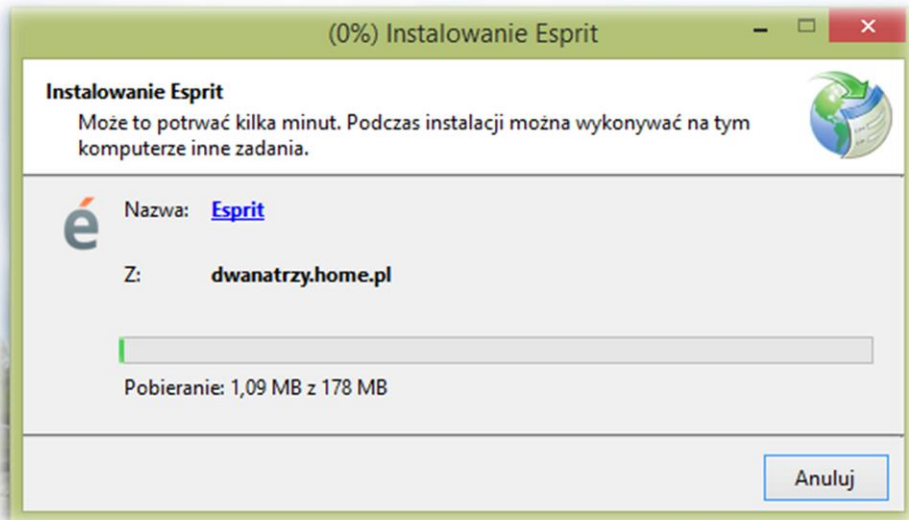 (0%) Instalowanie Esprit
Instalowanie Esprit
Może to potrwać kilka minut. Podczas instalacji można wykonywać na tym
komputerze inne zadania.
é
Nazwa: Esprit
Z: dwanatrzy.home.pl
Pobieranie: 1,09 MB z 178 MB
Anuluj